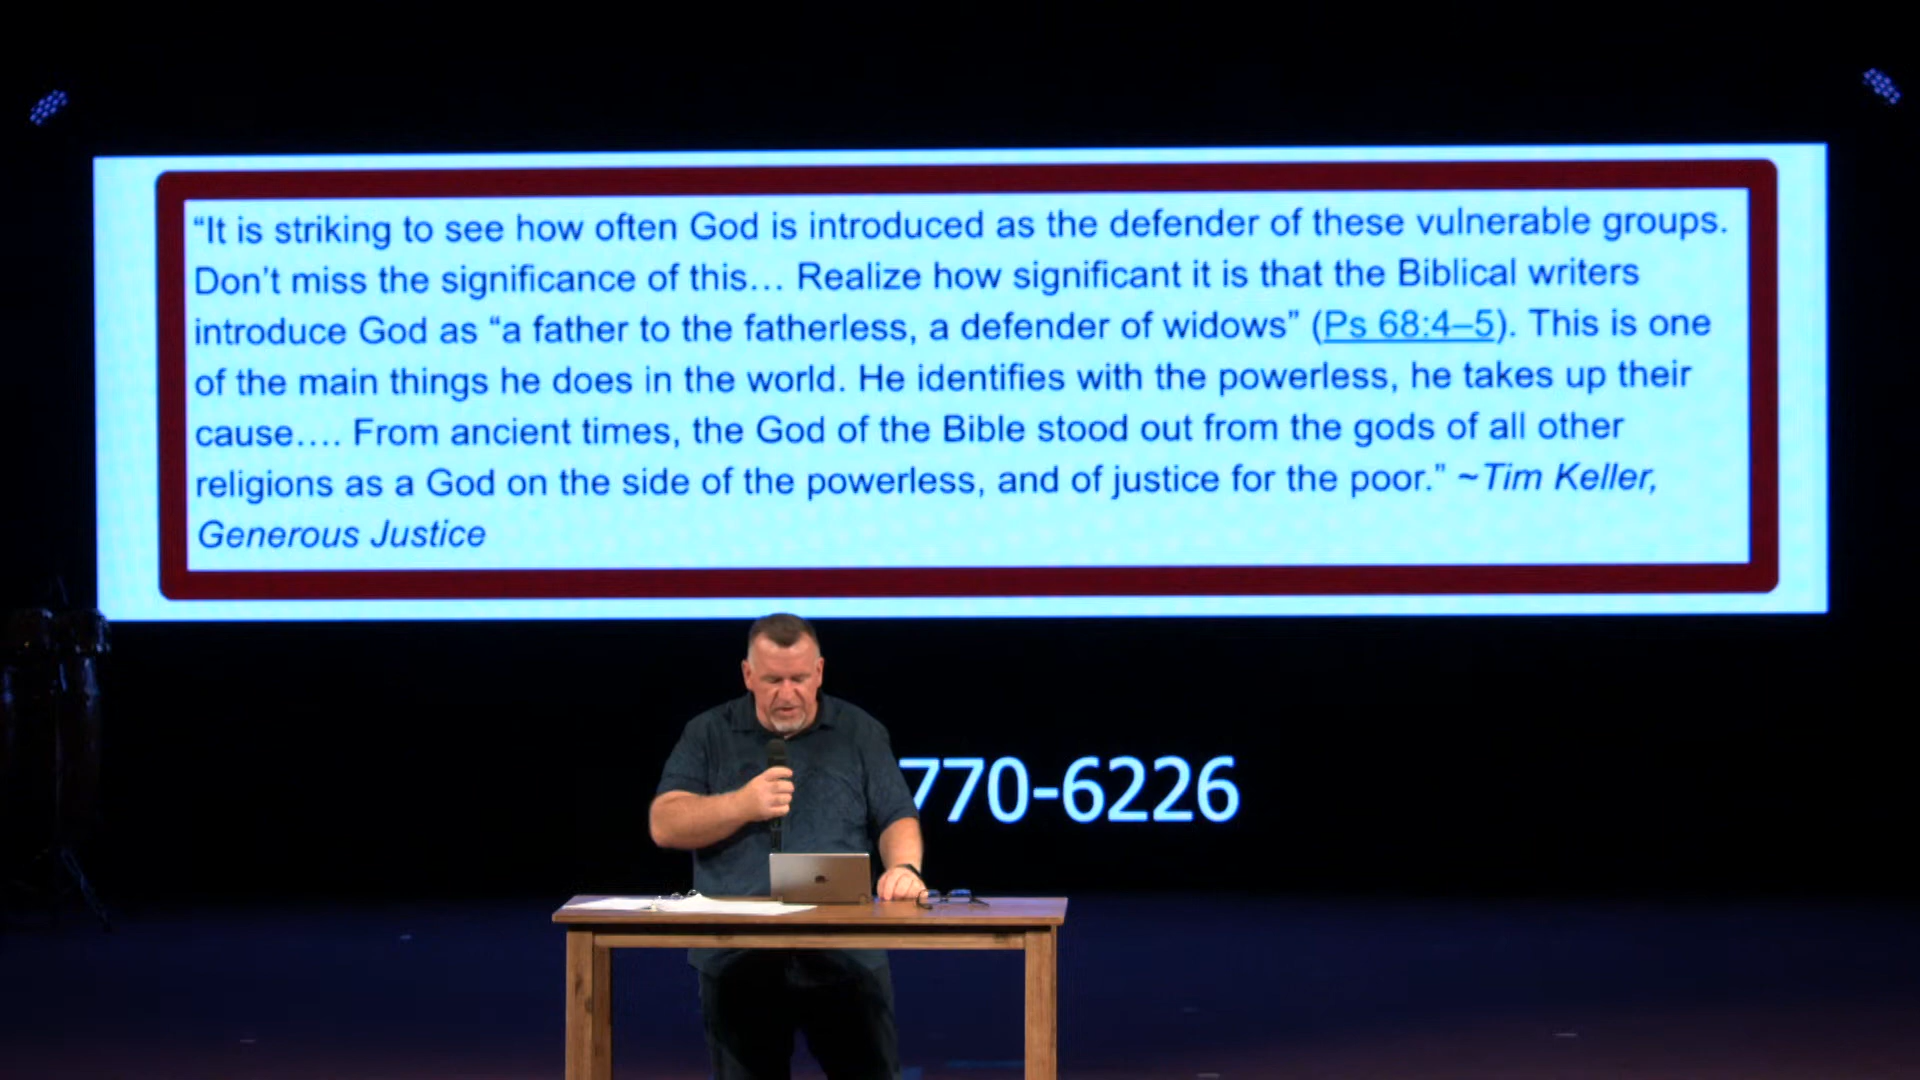 “It is striking to see how often God is introduced as the defender of these vulnerable groups.
Don’t miss the significance of this… Realize how significant it is that the Biblical writers
introduce God as “a father to the fatherless, a defender of widows” (Ps 68:4–5). This is one
of the main things he does in the world. He identifies with the powerless, he takes up their
cause…. From ancient times, the God of the Bible stood out from the gods of all other
religions as a God on the side of the powerless, and of justice for the poor.” ~Tim Keller,
Generous Justice
770-6226